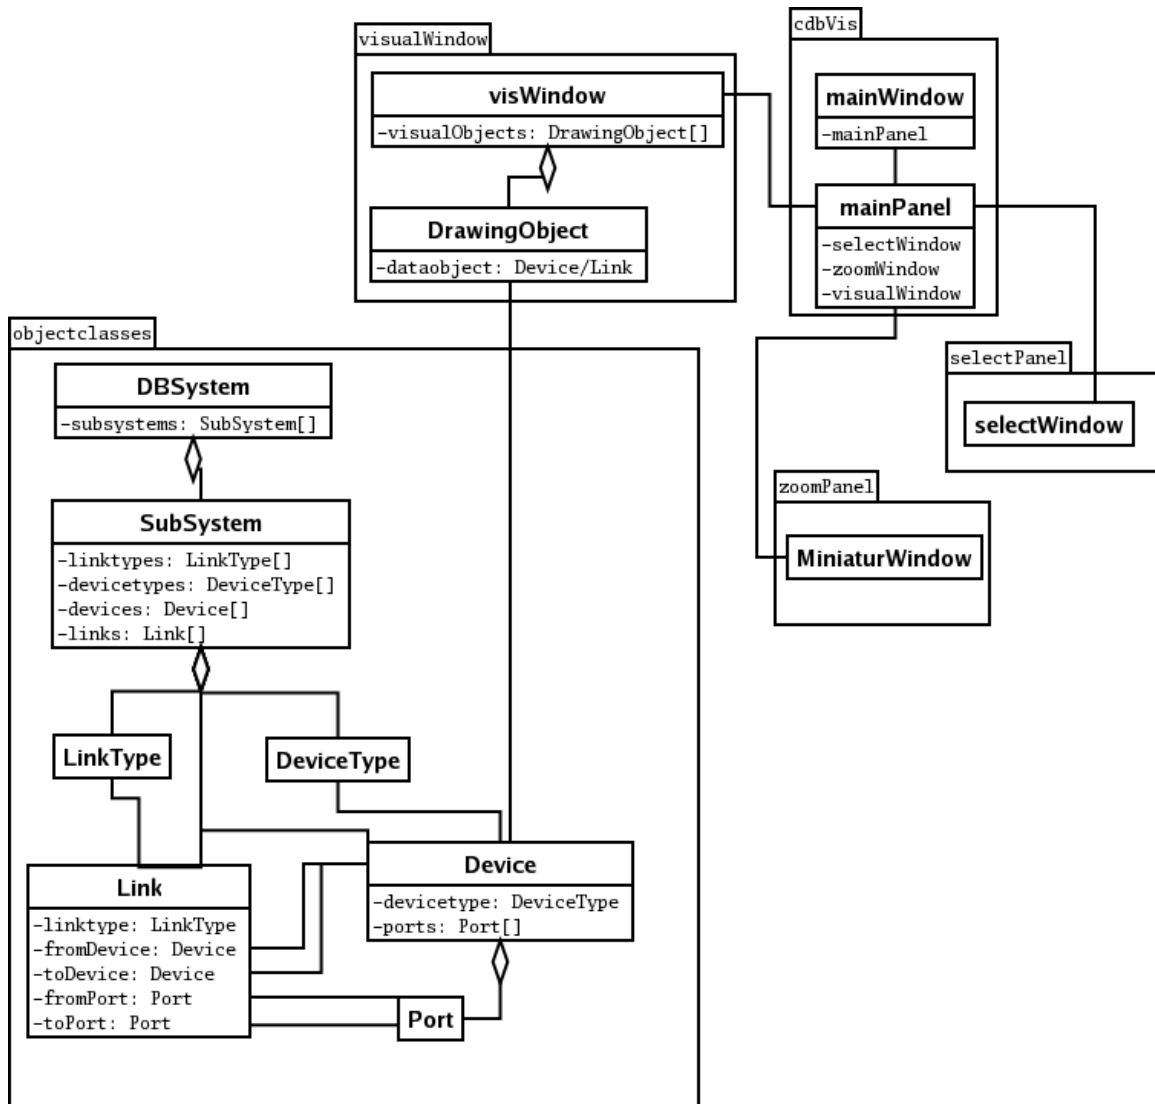 visualWindow
visWindow
-visualObjects: DrawingObject[]
DrawingObject
-dataobject: Device/Link
cdbVis
mainWindow
-mainPanel
mainPanel
-selectWindow
-zoomWindow
-visualWindow
selectPanel
selectWindow
zoomPanel
MiniaturWindow
objectclasses
DBSystem
-subsystems: SubSystem[]
SubSystem
-linktypes: LinkType[]
-devicetypes: DeviceType[]
-devices: Device[]
-links: Link[]
LinkType
DeviceType
Link
-linktype: LinkType
-fromDevice: Device
-toDevice: Device
-fromPort: Port
-toPort: Port
Device
-devicetype: DeviceType
-ports: Port[]
Port